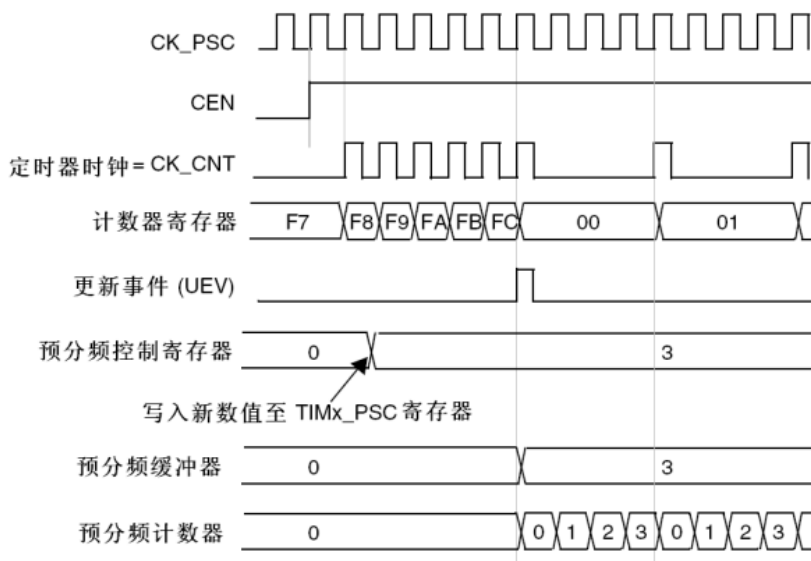 CK_PSC
CEN
定时器时钟= CK_CNT
计数器寄存器 F7 F8 F9 FA FB FC 00 01
更新事件 (UEV)
预分频控制寄存器 0 3
写入新数值至 TIMx_PSC 寄存器
预分频缓冲器 0 3
预分频计数器 0 0 1 2 3 0 1 2 3